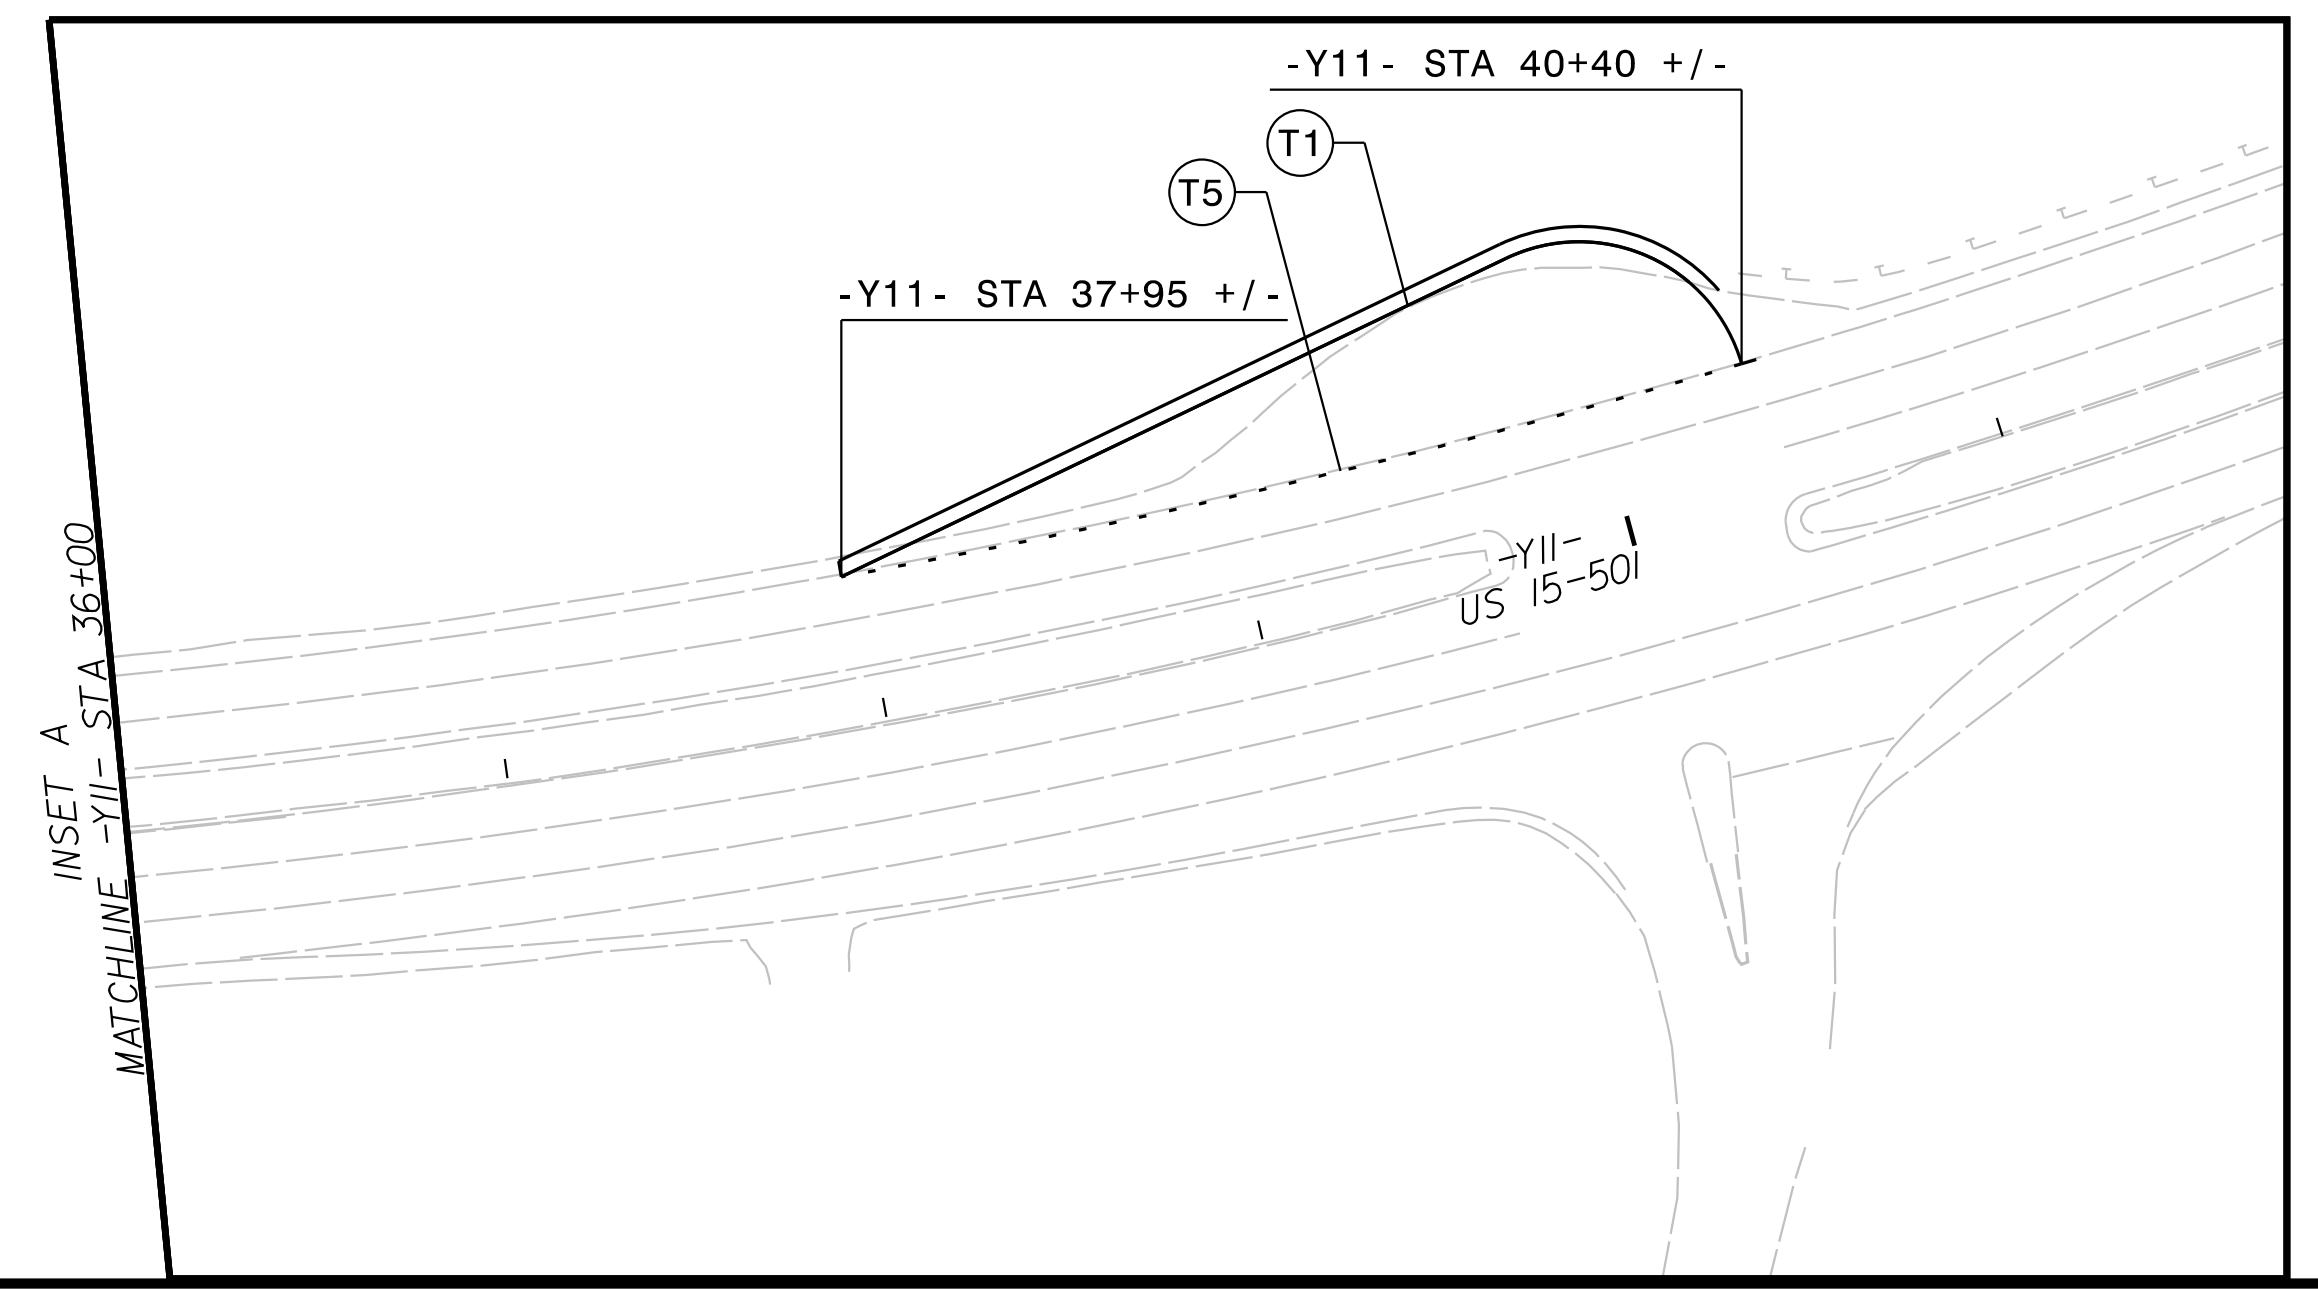 -Y11- STA 40+40 +/-
T1
T5
-Y11- STA 37+95 +/-
-Y11-
US 15-501
INSET A
MATCHLINE -Y11- STA 36+00